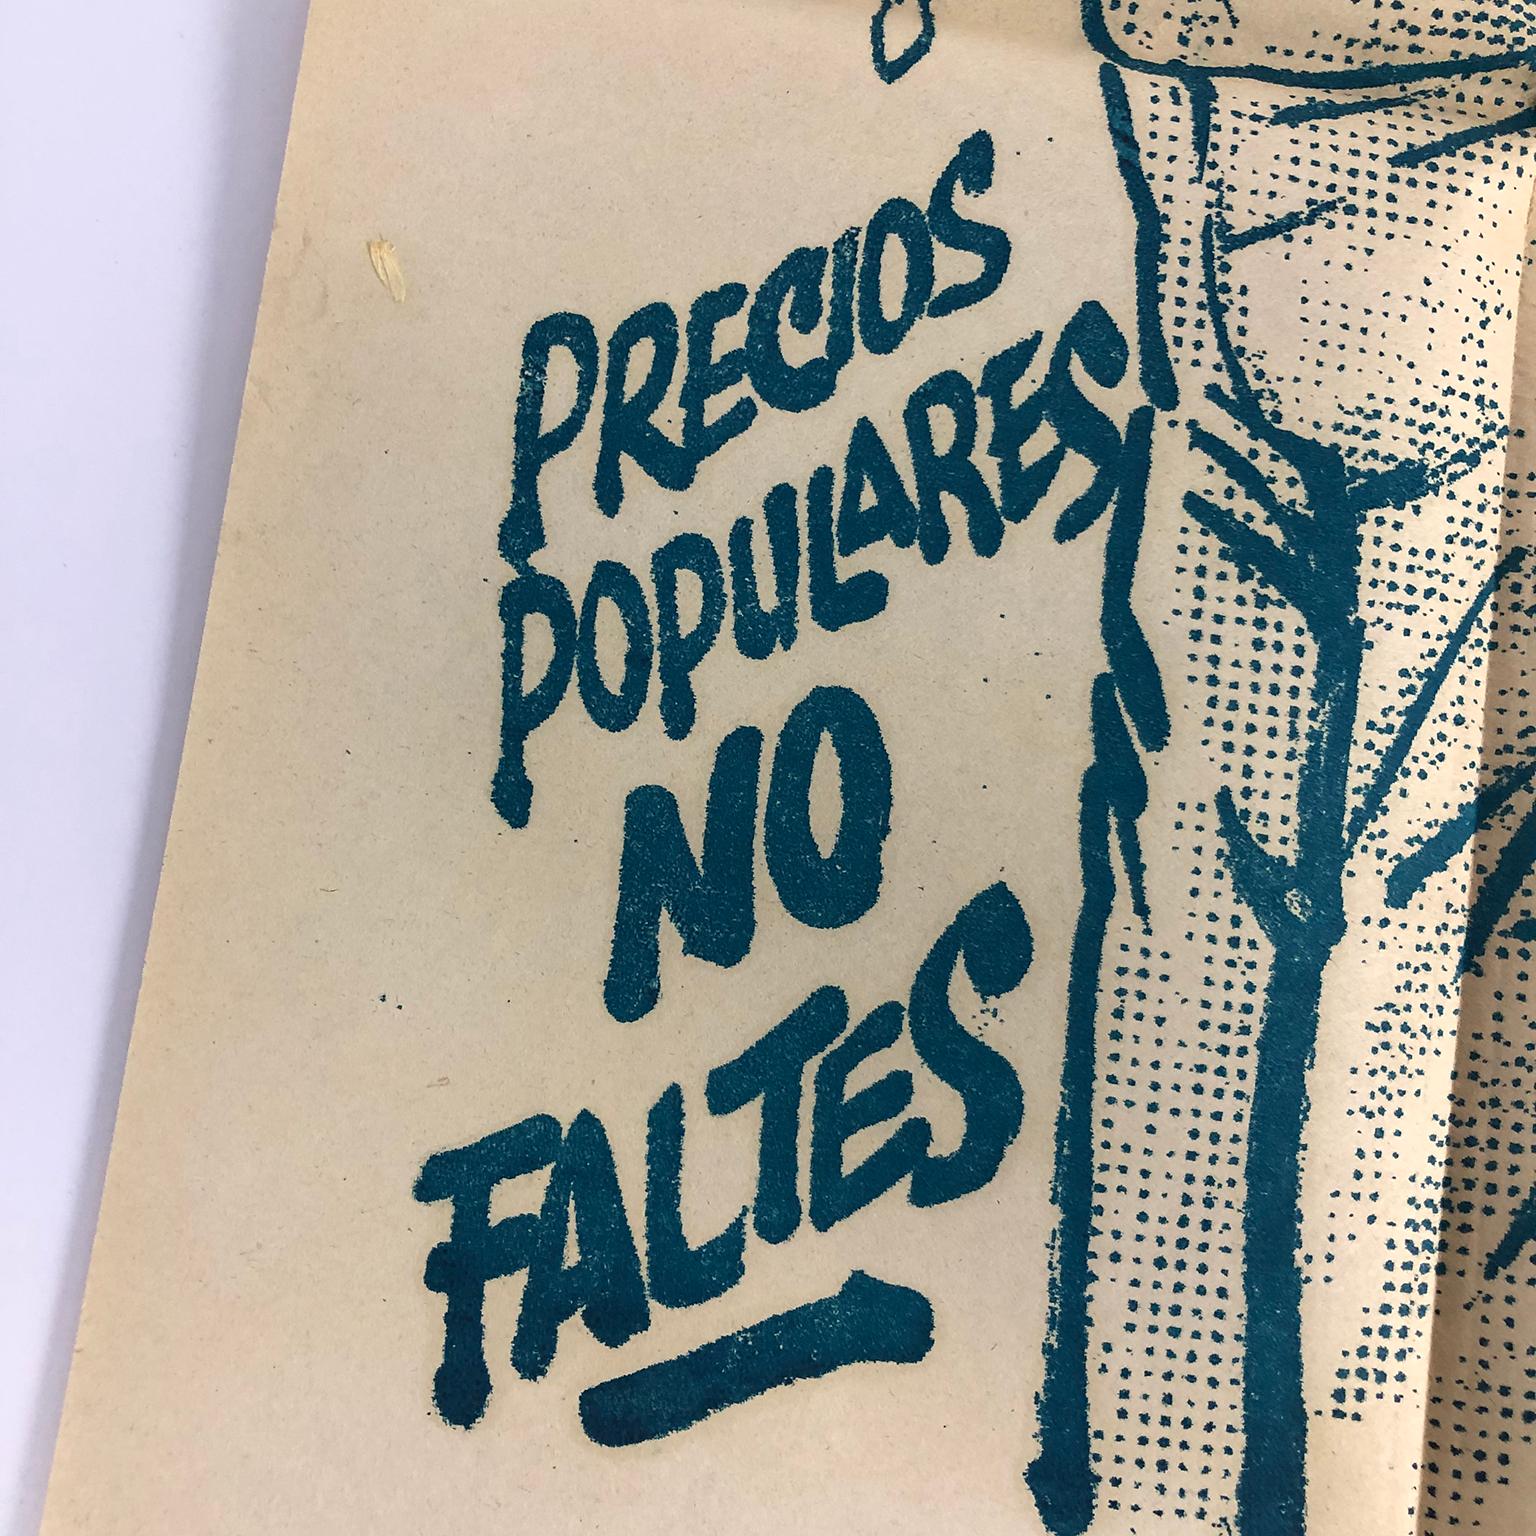 PRECIOS
POPULARES
NO
FALTES